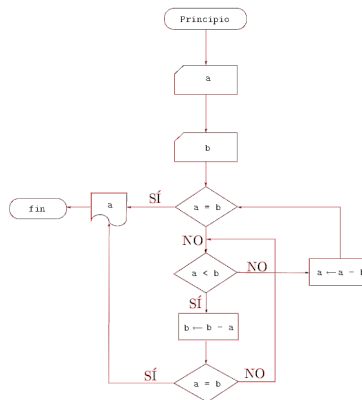 Principio
a
b
SÍ
a
fin
a = b
NO
a < b
NO
a ← a - b
SÍ
b ← b - a
SÍ
a = b
NO